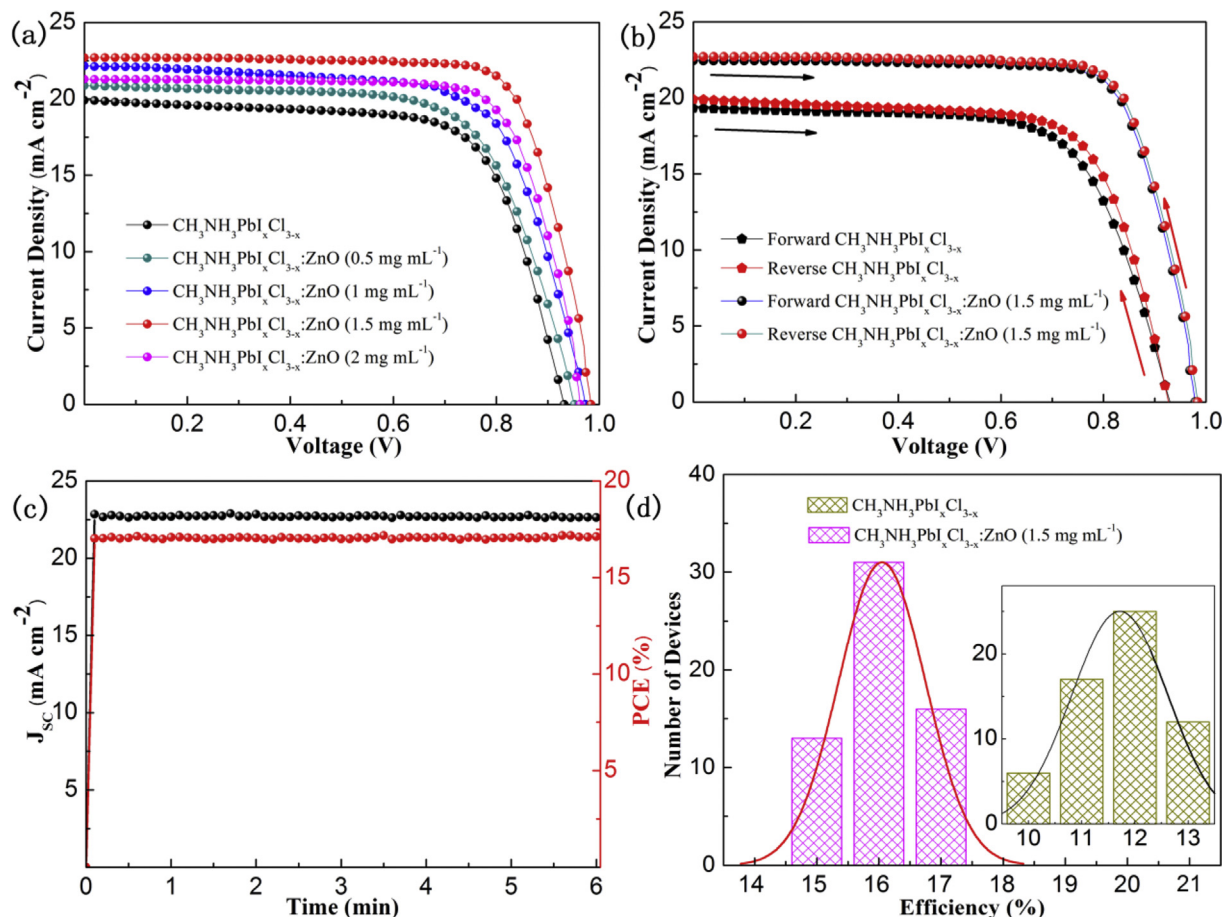 (a)
25
20
15
10
5
0
Current Density (mA cm⁻²)
CH₃NH₃PbIₓCl₃₋ₓ
CH₃NH₃PbIₓCl₃₋ₓ:ZnO (0.5 mg mL⁻¹)
CH₃NH₃PbIₓCl₃₋ₓ:ZnO (1 mg mL⁻¹)
CH₃NH₃PbIₓCl₃₋ₓ:ZnO (1.5 mg mL⁻¹)
CH₃NH₃PbIₓCl₃₋ₓ:ZnO (2 mg mL⁻¹)
0.2 0.4 0.6 0.8 1.0
Voltage (V)
(b)
25
20
15
10
5
0
Current Density (mA cm⁻²)
Forward CH₃NH₃PbIₓCl₃₋ₓ
Reverse CH₃NH₃PbIₓCl₃₋ₓ
Forward CH₃NH₃PbIₓCl₃₋ₓ:ZnO (1.5 mg mL⁻¹)
Reverse CH₃NH₃PbIₓCl₃₋ₓ:ZnO (1.5 mg mL⁻¹)
0.2 0.4 0.6 0.8 1.0
Voltage (V)
(c)
25
23
20
18
15
13
10
8
5
3
J_SC (mA cm⁻²)
20
15
10
5
PCE (%)
0 1 2 3 4 5 6
Time (min)
(d)
40
30
20
10
0
Number of Devices
CH₃NH₃PbIₓCl₃₋ₓ
CH₃NH₃PbIₓCl₃₋ₓ:ZnO (1.5 mg mL⁻¹)
20
10
0
10 11 12 13
14 15 16 17 18 19 20 21
Efficiency (%)